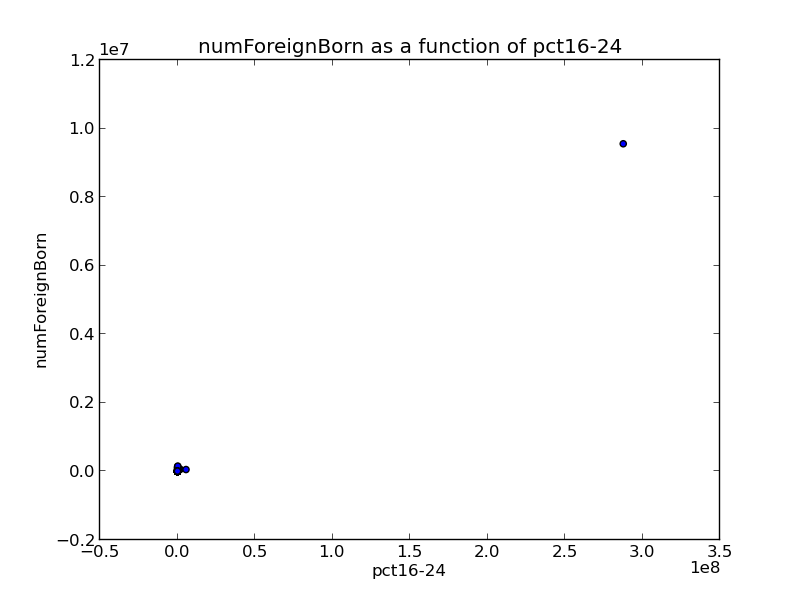 numForeignBorn as a function of pct16-24
1e7
1.2
1.0
0.8
0.6
0.4
0.2
0.0
−0.2
numForeignBorn
−0.5 0.0 0.5 1.0 1.5 2.0 2.5 3.0 3.5
1e8
pct16-24